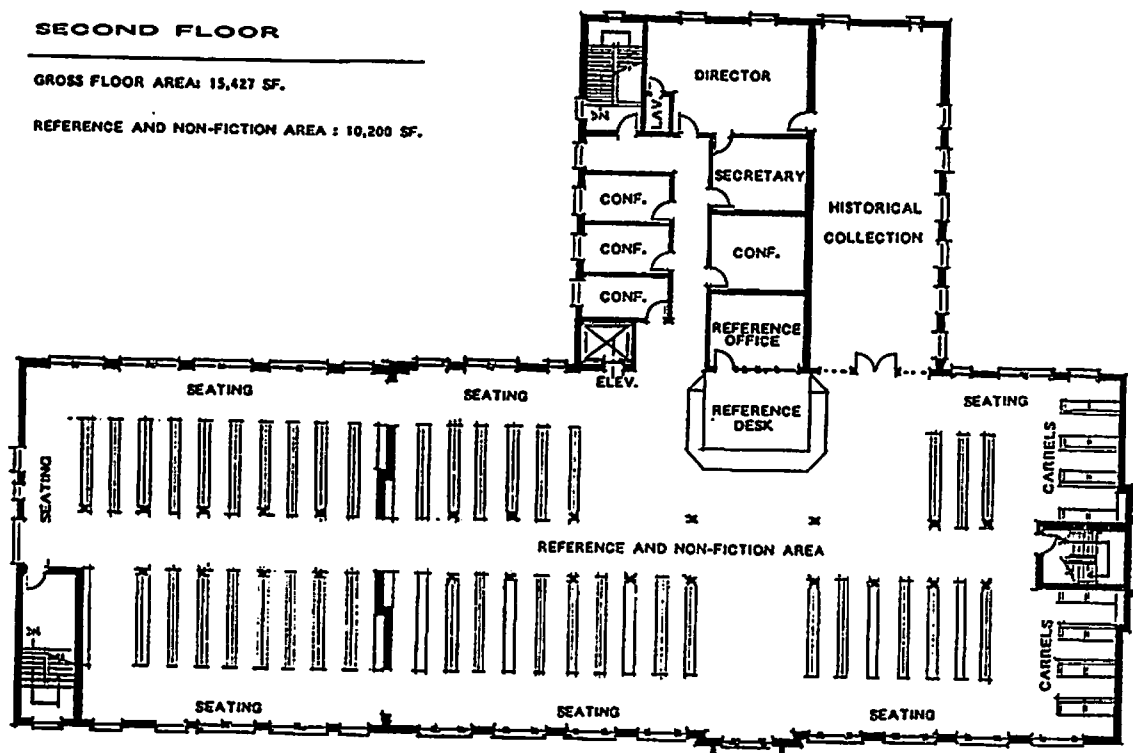 SECOND FLOOR
GROSS FLOOR AREA: 15,427 SF.
REFERENCE AND NON-FICTION AREA : 10,200 SF.
DIRECTOR
LAV.
DN
SECRETARY
CONF.
HISTORICAL
COLLECTION
CONF.
CONF.
CONF.
REFERENCE
OFFICE
ELEV.
SEATING
SEATING
SEATING
REFERENCE
DESK
CARRELS
SEATING
REFERENCE AND NON-FICTION AREA
DN
CARRELS
SEATING
SEATING
SEATING